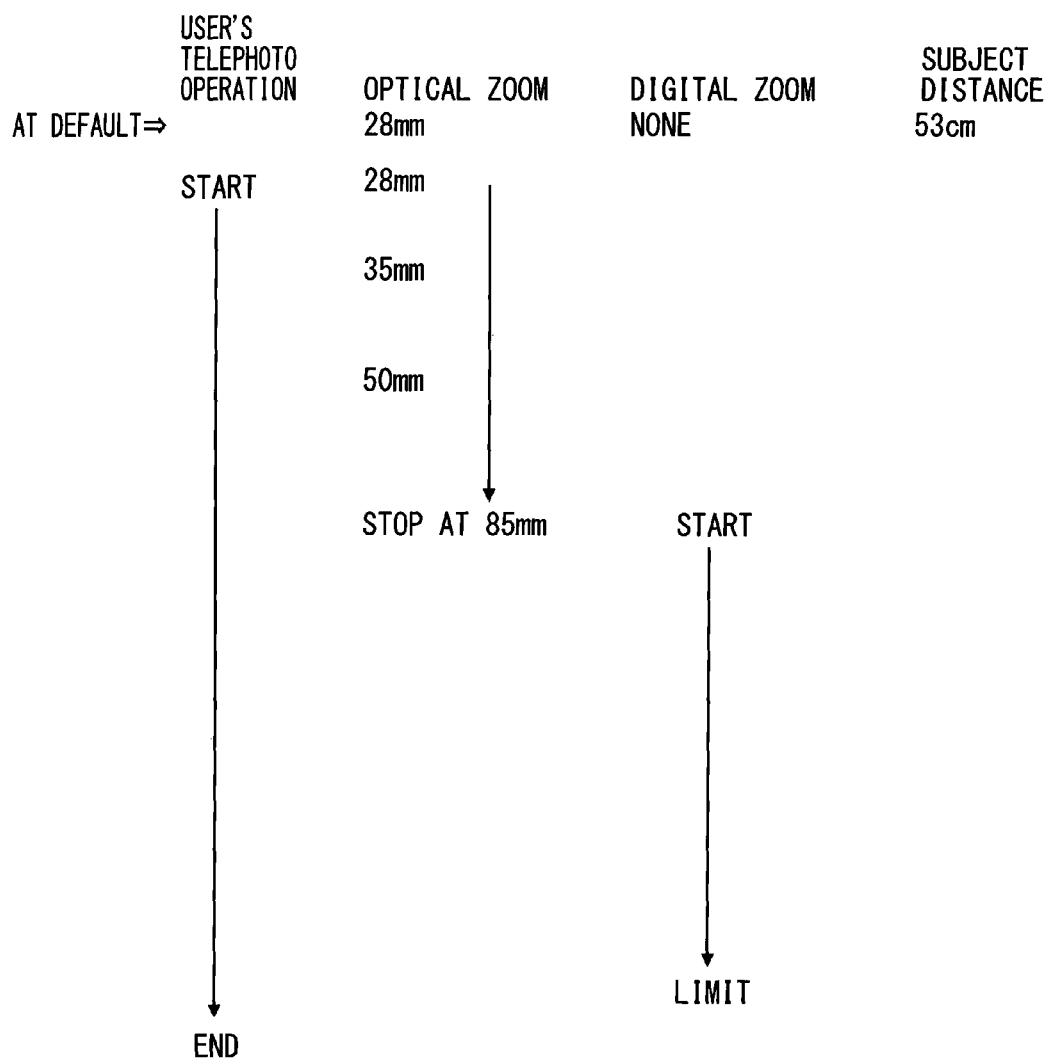 USER'S
TELEPHOTO
OPERATION
OPTICAL ZOOM
DIGITAL ZOOM
SUBJECT
DISTANCE
AT DEFAULT⇒
28mm
NONE
53cm
START
28mm
35mm
50mm
STOP AT 85mm
START
LIMIT
END